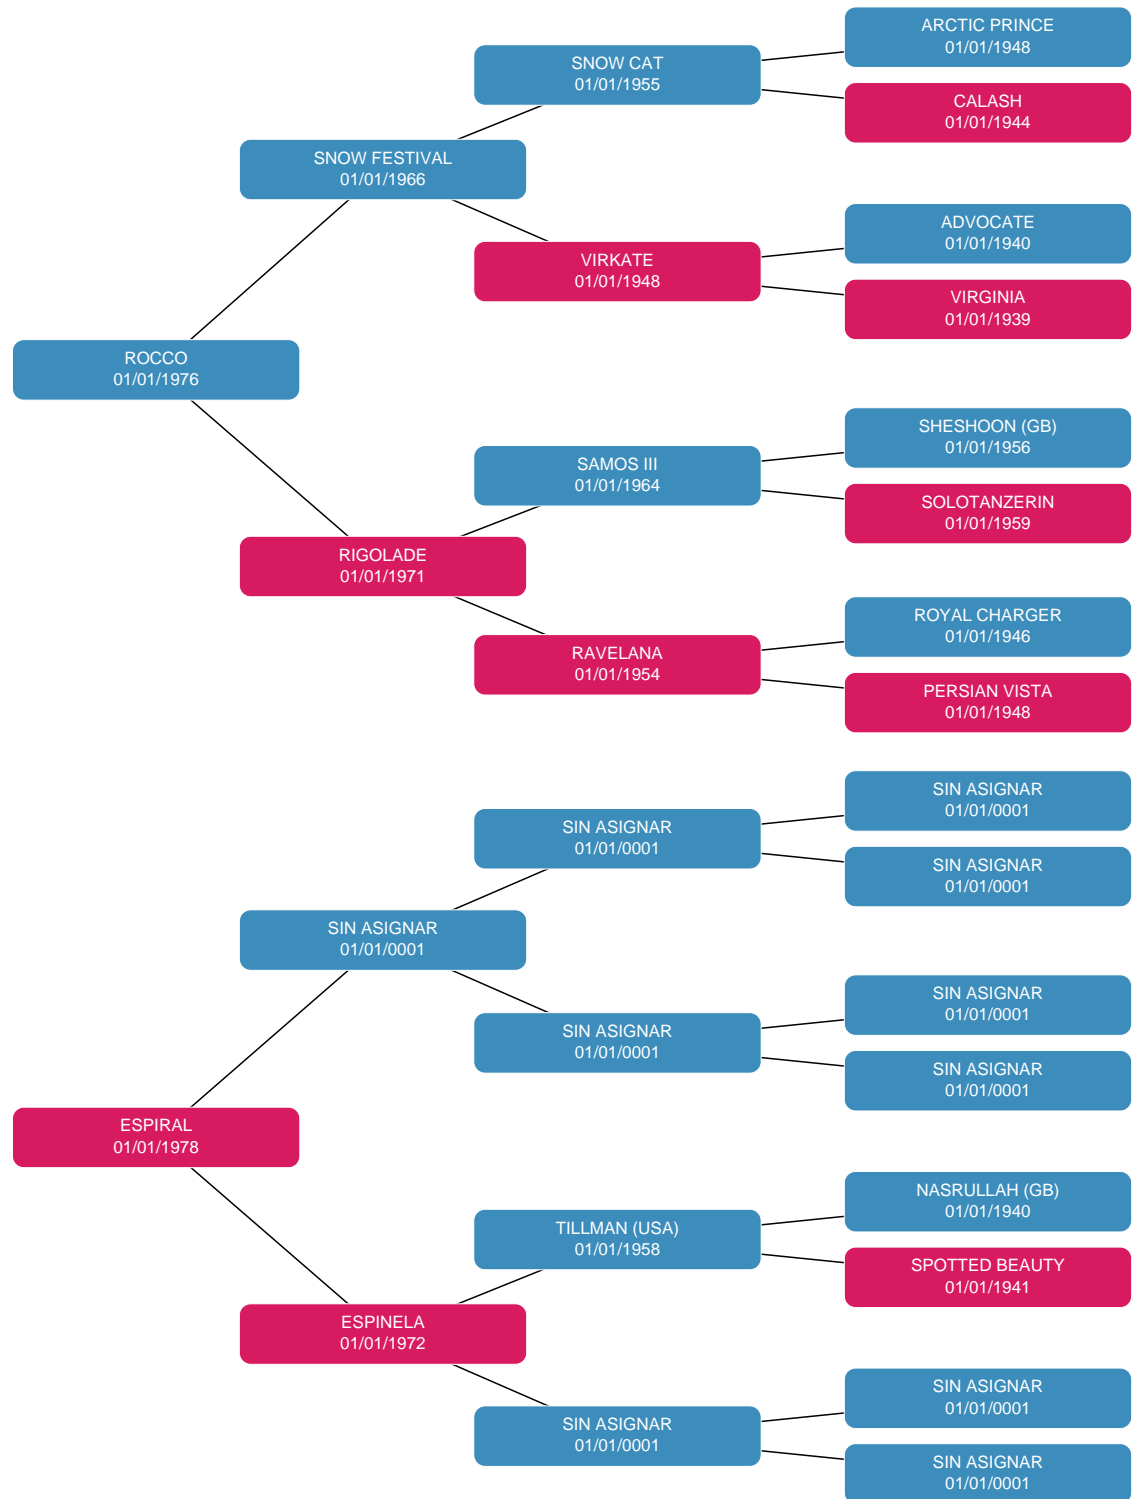 ARCTIC PRINCE
01/01/1948
SNOW CAT
01/01/1955
CALASH
01/01/1944
SNOW FESTIVAL
01/01/1966
ADVOCATE
01/01/1940
VIRKATE
01/01/1948
VIRGINIA
01/01/1939
ROCCO
01/01/1976
SHESHOON (GB)
01/01/1956
SAMOS III
01/01/1964
SOLOTANZERIN
01/01/1959
RIGOLADE
01/01/1971
ROYAL CHARGER
01/01/1946
RAVELANA
01/01/1954
PERSIAN VISTA
01/01/1948
SIN ASIGNAR
01/01/0001
SIN ASIGNAR
01/01/0001
SIN ASIGNAR
01/01/0001
SIN ASIGNAR
01/01/0001
SIN ASIGNAR
01/01/0001
SIN ASIGNAR
01/01/0001
SIN ASIGNAR
01/01/0001
ESPIRAL
01/01/1978
NASRULLAH (GB)
01/01/1940
TILLMAN (USA)
01/01/1958
SPOTTED BEAUTY
01/01/1941
ESPINELA
01/01/1972
SIN ASIGNAR
01/01/0001
SIN ASIGNAR
01/01/0001
SIN ASIGNAR
01/01/0001